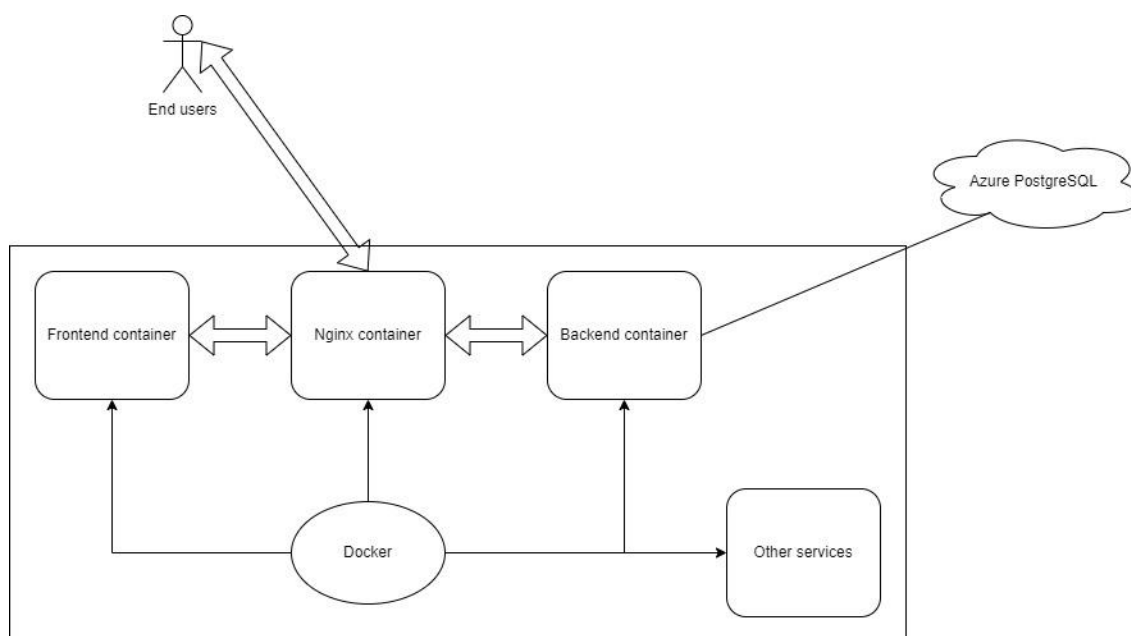 End users
Azure PostgreSQL
Frontend container
Nginx container
Backend container
Docker
Other services